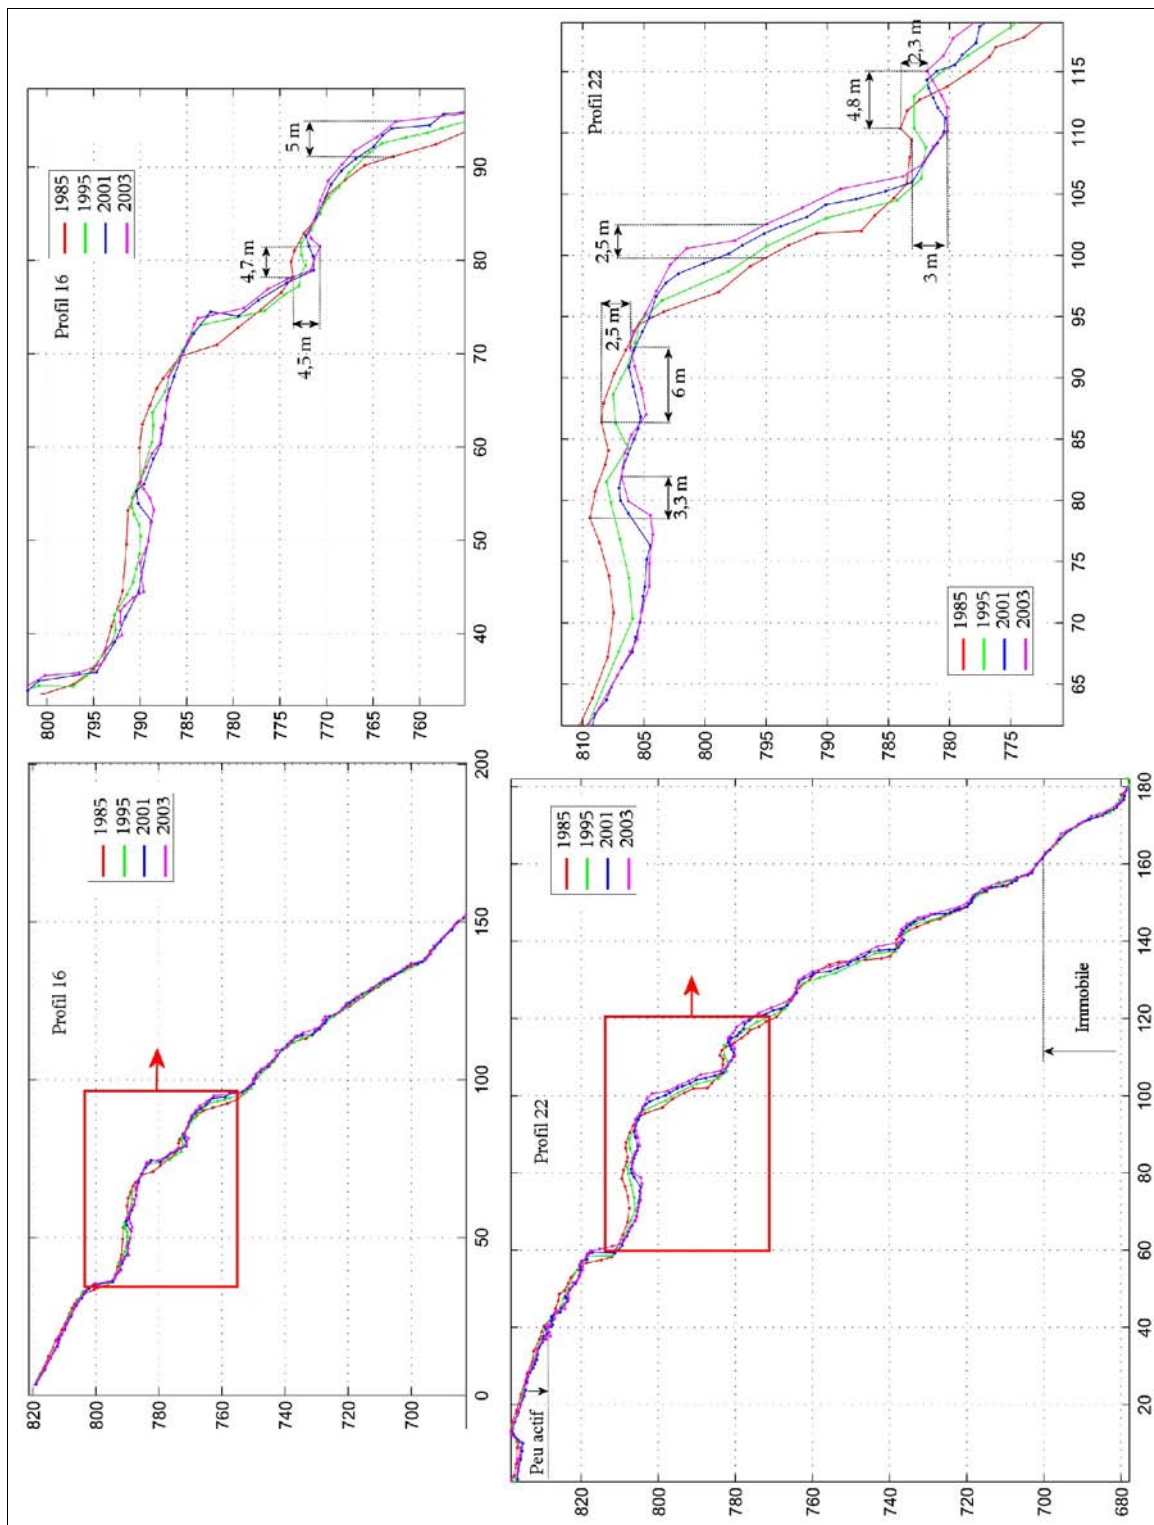 Profil 16
1985
1995
2001
2003
820
800
780
760
740
720
700
0 50 100 150 200
Profil 16
1985
1995
2001
2003
5 m
4,7 m
4,5 m
800
795
790
785
780
775
770
765
760
40 50 60 70 80 90
Profil 22
1985
1995
2001
2003
Peu actif
Immobile
820
800
780
760
740
720
700
680
20 40 60 80 100 120 140 160 180
Profil 22
2,5 m
2,5 m
6 m
3,3 m
4,8 m
2,3 m
3 m
1985
1995
2001
2003
810
805
800
795
790
785
780
775
65 70 75 80 85 90 95 100 105 110 115